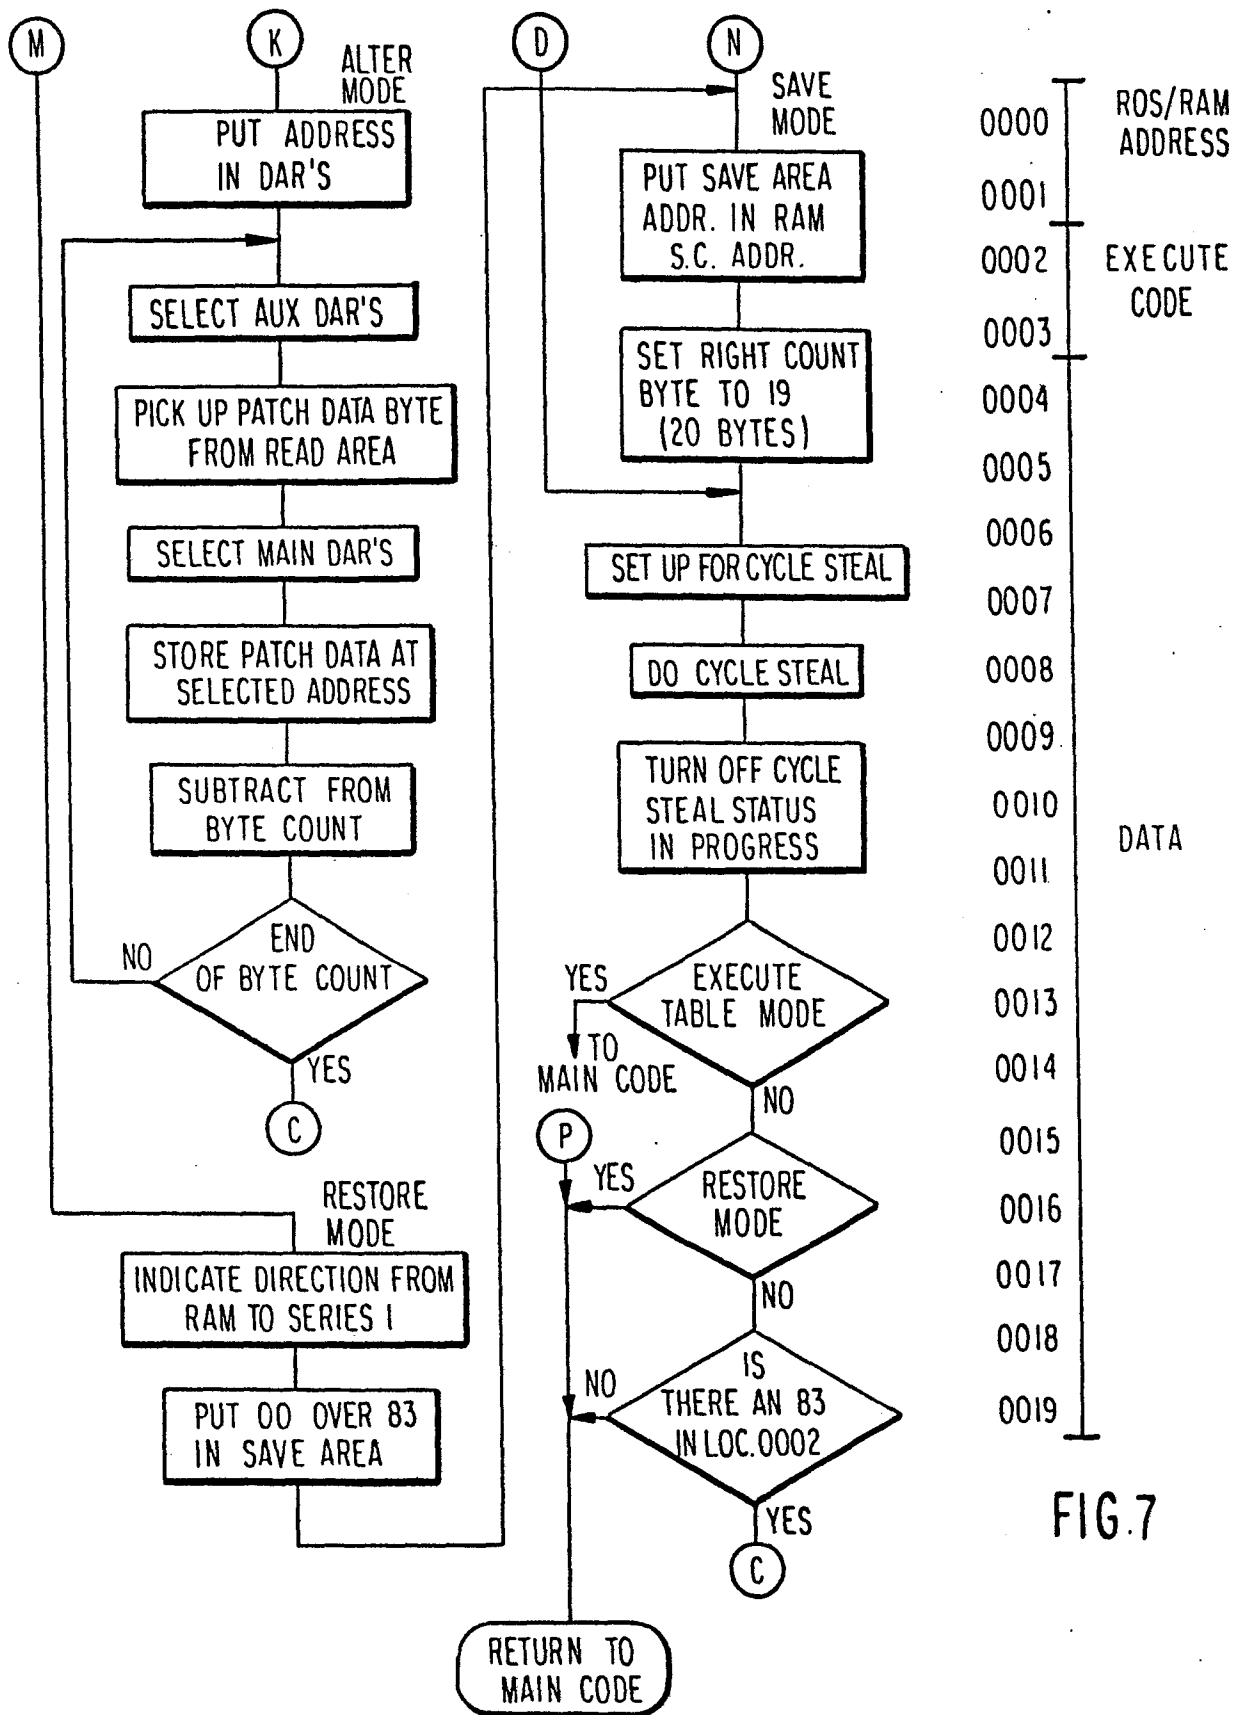 M
K
ALTER
MODE
PUT ADDRESS
IN DAR'S
SELECT AUX DAR'S
PICK UP PATCH DATA BYTE
FROM READ AREA
SELECT MAIN DAR'S
STORE PATCH DATA AT
SELECTED ADDRESS
SUBTRACT FROM
BYTE COUNT
END
OF BYTE COUNT
NO
YES
C
RESTORE
MODE
INDICATE DIRECTION FROM
RAM TO SERIES 1
PUT 00 OVER 83
IN SAVE AREA
D
N
SAVE
MODE
PUT SAVE AREA
ADDR. IN RAM
S.C. ADDR.
SET RIGHT COUNT
BYTE TO 19
(20 BYTES)
SET UP FOR CYCLE STEAL
DO CYCLE STEAL
TURN OFF CYCLE
STEAL STATUS
IN PROGRESS
YES
EXECUTE
TABLE MODE
TO
MAIN CODE
NO
P
YES
RESTORE
MODE
NO
NO
IS
THERE AN 83
IN LOC.0002
YES
C
RETURN TO
MAIN CODE
0000
0001
0002
0003
0004
0005
0006
0007
0008
0009
0010
0011
0012
0013
0014
0015
0016
0017
0018
0019
ROS/RAM
ADDRESS
EXECUTE
CODE
DATA
FIG.7